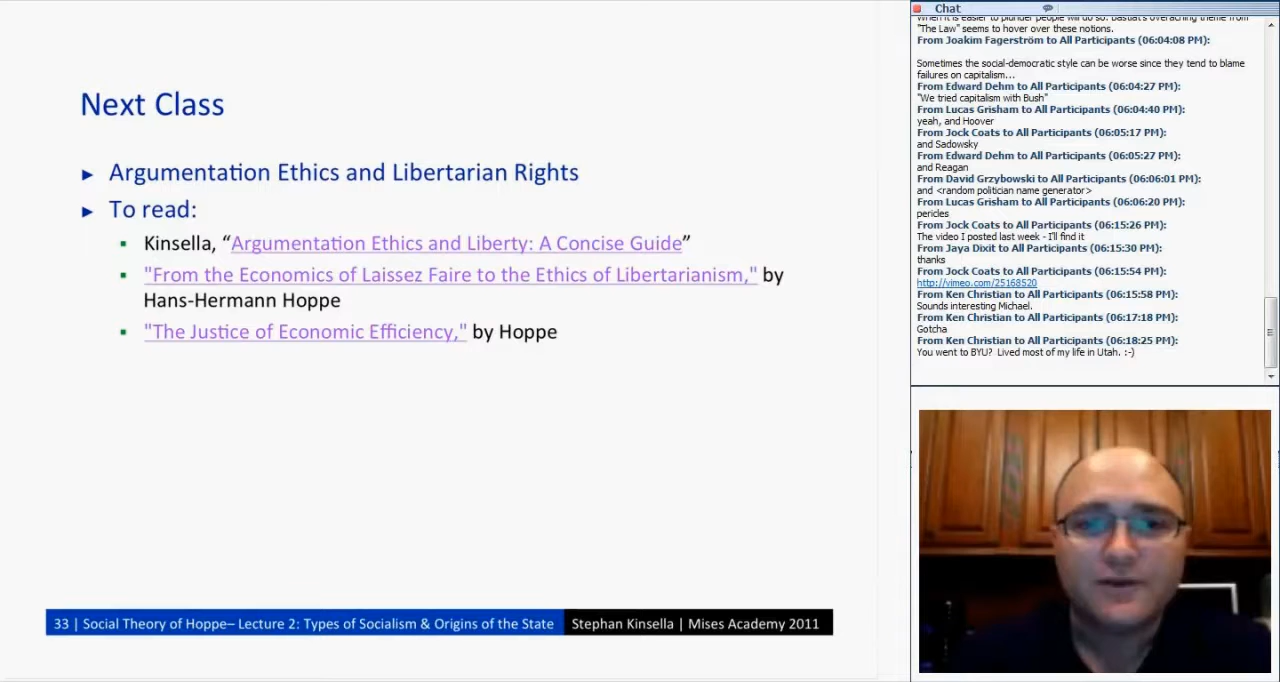 Next Class
► Argumentation Ethics and Libertarian Rights
► To read:
▪ Kinsella, “Argumentation Ethics and Liberty: A Concise Guide”
▪ "From the Economics of Laissez Faire to the Ethics of Libertarianism," by
Hans-Hermann Hoppe
▪ "The Justice of Economic Efficiency," by Hoppe
33 | Social Theory of Hoppe– Lecture 2: Types of Socialism & Origins of the State
Stephan Kinsella | Mises Academy 2011
Chat
when it is easier to plunder people will do so. Bastiat's overaching theme from
"The Law" seems to hover over these notions.
From Joakim Fagerström to All Participants (06:04:08 PM):
Sometimes the social-democratic style can be worse since they tend to blame
failures on capitalism...
From Edward Dehm to All Participants (06:04:27 PM):
"We tried capitalism with Bush"
From Lucas Grisham to All Participants (06:04:40 PM):
yeah, and Hoover
From Jock Coats to All Participants (06:05:17 PM):
and Sadowsky
From Edward Dehm to All Participants (06:05:27 PM):
and Reagan
From David Grzybowski to All Participants (06:06:01 PM):
and <random politician name generator>
From Lucas Grisham to All Participants (06:06:20 PM):
pericles
From Jock Coats to All Participants (06:15:26 PM):
The video I posted last week - I'll find it
From Jaya Dixit to All Participants (06:15:30 PM):
thanks
From Jock Coats to All Participants (06:15:54 PM):
http://vimeo.com/25168520
From Ken Christian to All Participants (06:15:58 PM):
Sounds interesting Michael.
From Ken Christian to All Participants (06:17:18 PM):
Gotcha
From Ken Christian to All Participants (06:18:25 PM):
You went to BYU? Lived most of my life in Utah. :-)